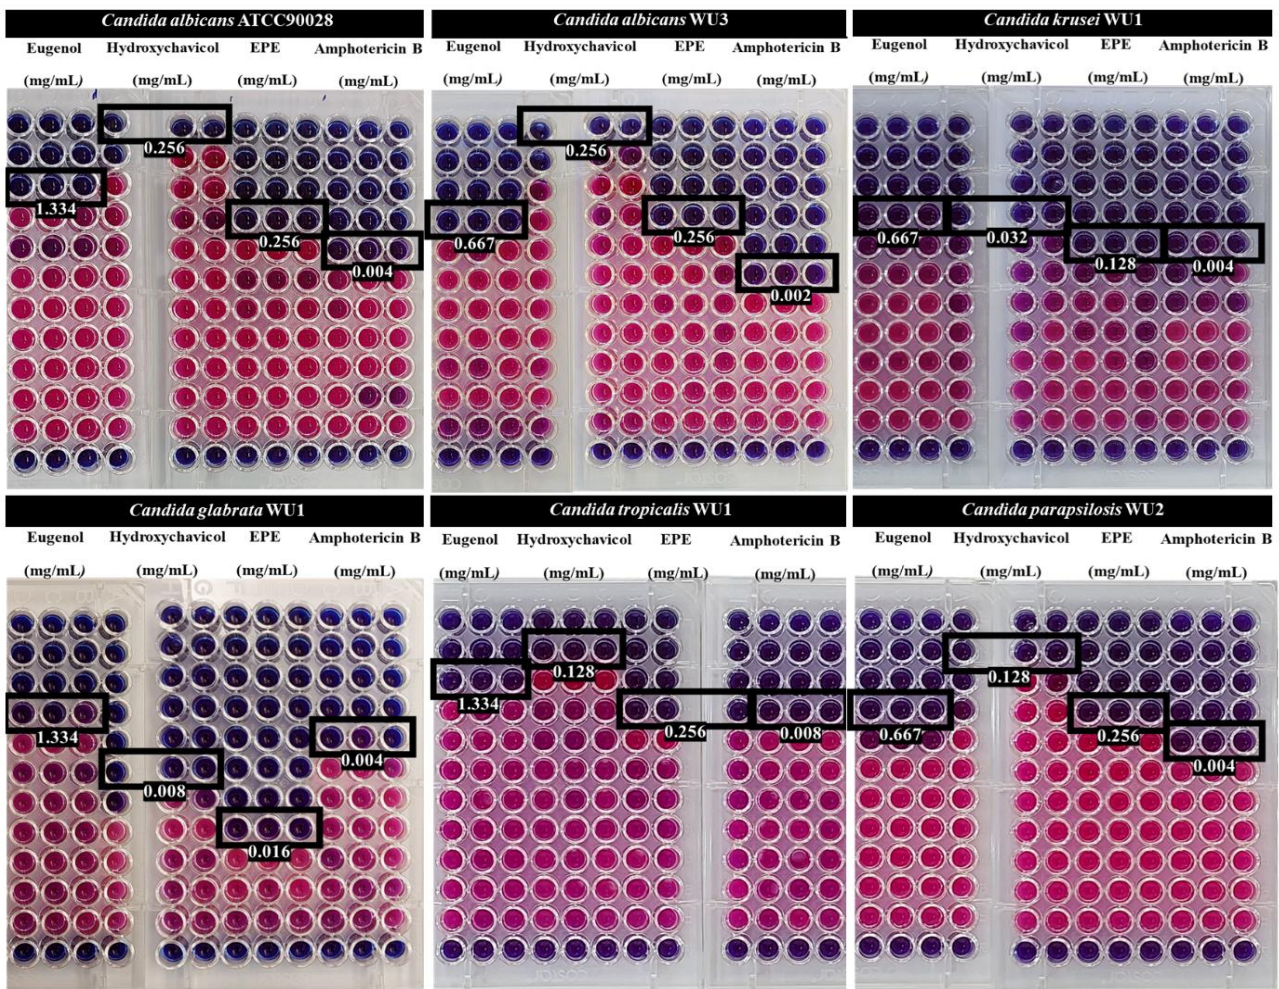 Candida albicans ATCC90028
Eugenol Hydroxychavicol EPE Amphotericin B
(mg/mL) (mg/mL) (mg/mL) (mg/mL)
0.256
1.334
0.256
0.004
Candida albicans WU3
Eugenol Hydroxychavicol EPE Amphotericin B
(mg/mL) (mg/mL) (mg/mL) (mg/mL)
0.256
0.667
0.256
0.002
Candida krusei WU1
Eugenol Hydroxychavicol EPE Amphotericin B
(mg/mL) (mg/mL) (mg/mL) (mg/mL)
0.667
0.032
0.128
0.004
Candida glabrata WU1
Eugenol Hydroxychavicol EPE Amphotericin B
(mg/mL) (mg/mL) (mg/mL) (mg/mL)
1.334
0.004
0.008
0.016
Candida tropicalis WU1
Eugenol Hydroxychavicol EPE Amphotericin B
(mg/mL) (mg/mL) (mg/mL) (mg/mL)
0.128
1.334
0.256
0.008
Candida parapsilosis WU2
Eugenol Hydroxychavicol EPE Amphotericin B
(mg/mL) (mg/mL) (mg/mL) (mg/mL)
0.128
0.667
0.256
0.004